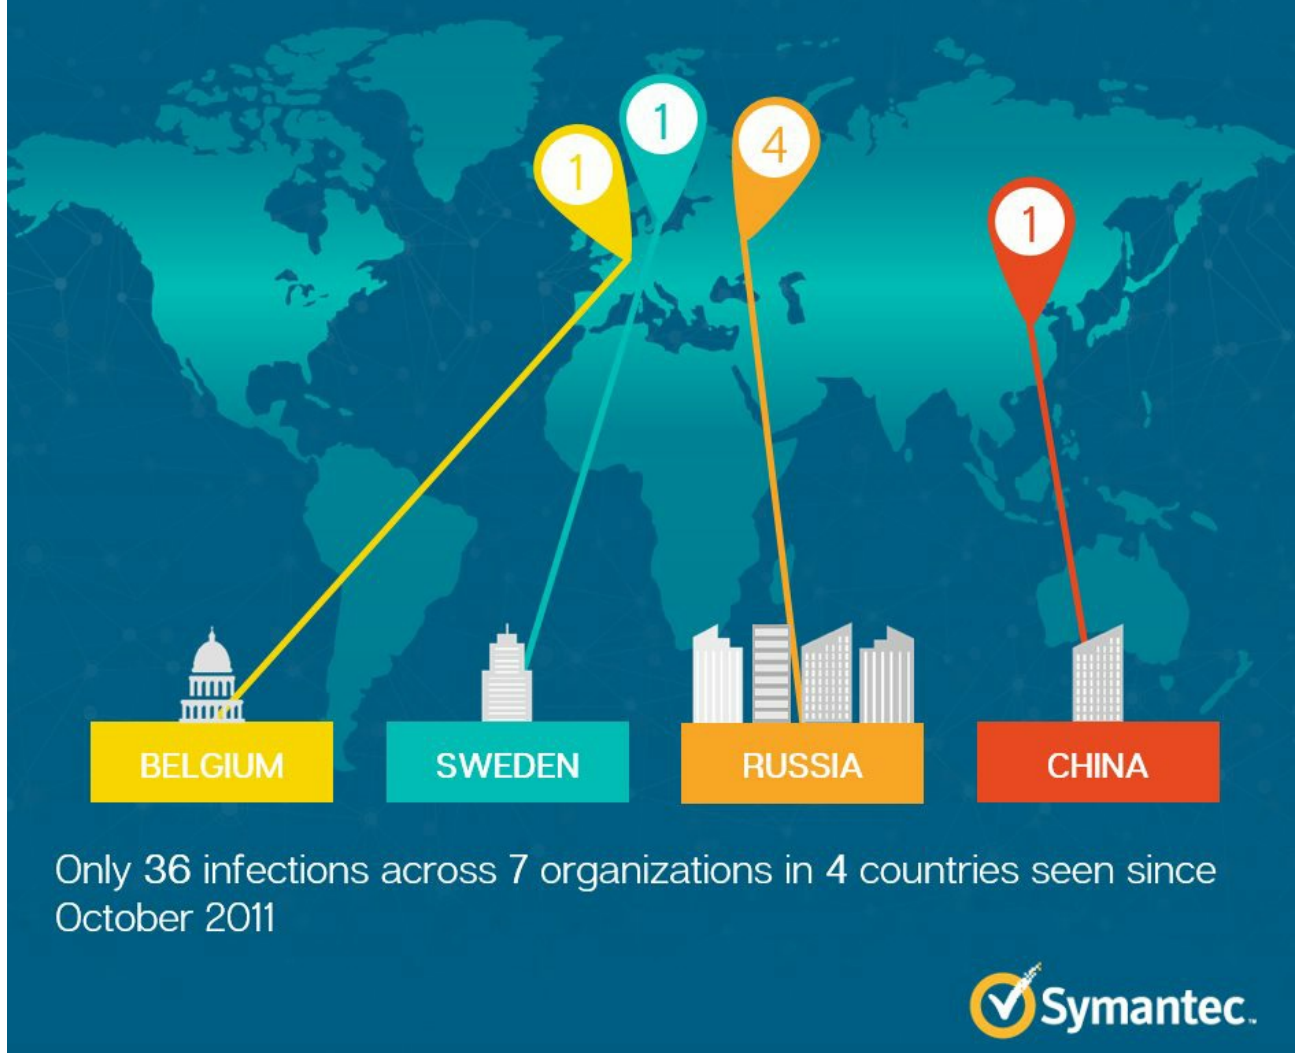 1
1
4
1
BELGIUM
SWEDEN
RUSSIA
CHINA
Only 36 infections across 7 organizations in 4 countries seen since
October 2011
Symantec™